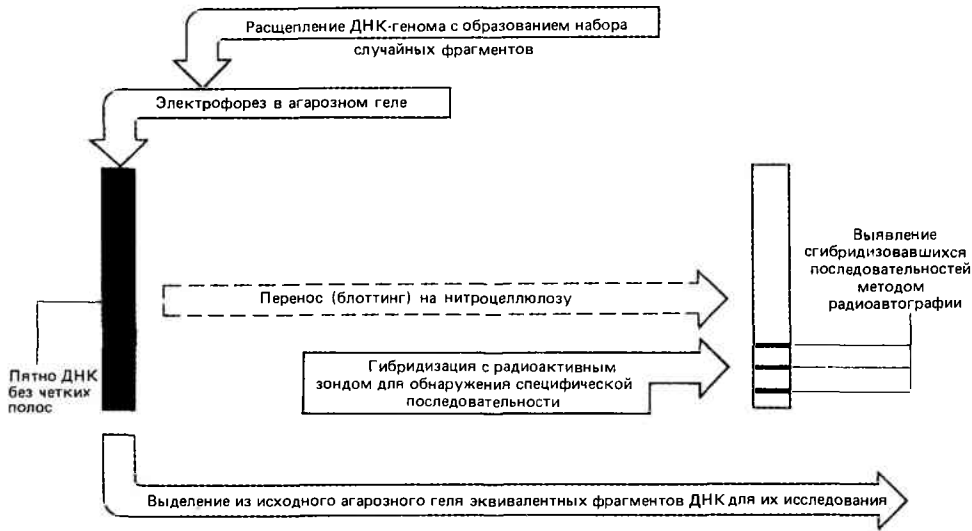 Расщепление ДНК-генома с образованием набора
случайных фрагментов
Электрофорез в агарозном геле
Выявление
сгибридизовавшихся
последовательностей
методом
радиоавтографии
Перенос (блоттинг) на нитроцеллюлозу
Гибридизация с радиоактивным
зондом для обнаружения специфической
последовательности
Пятно ДНК
без четких
полос
Выделение из исходного агарозного геля эквивалентных фрагментов ДНК для их исследования